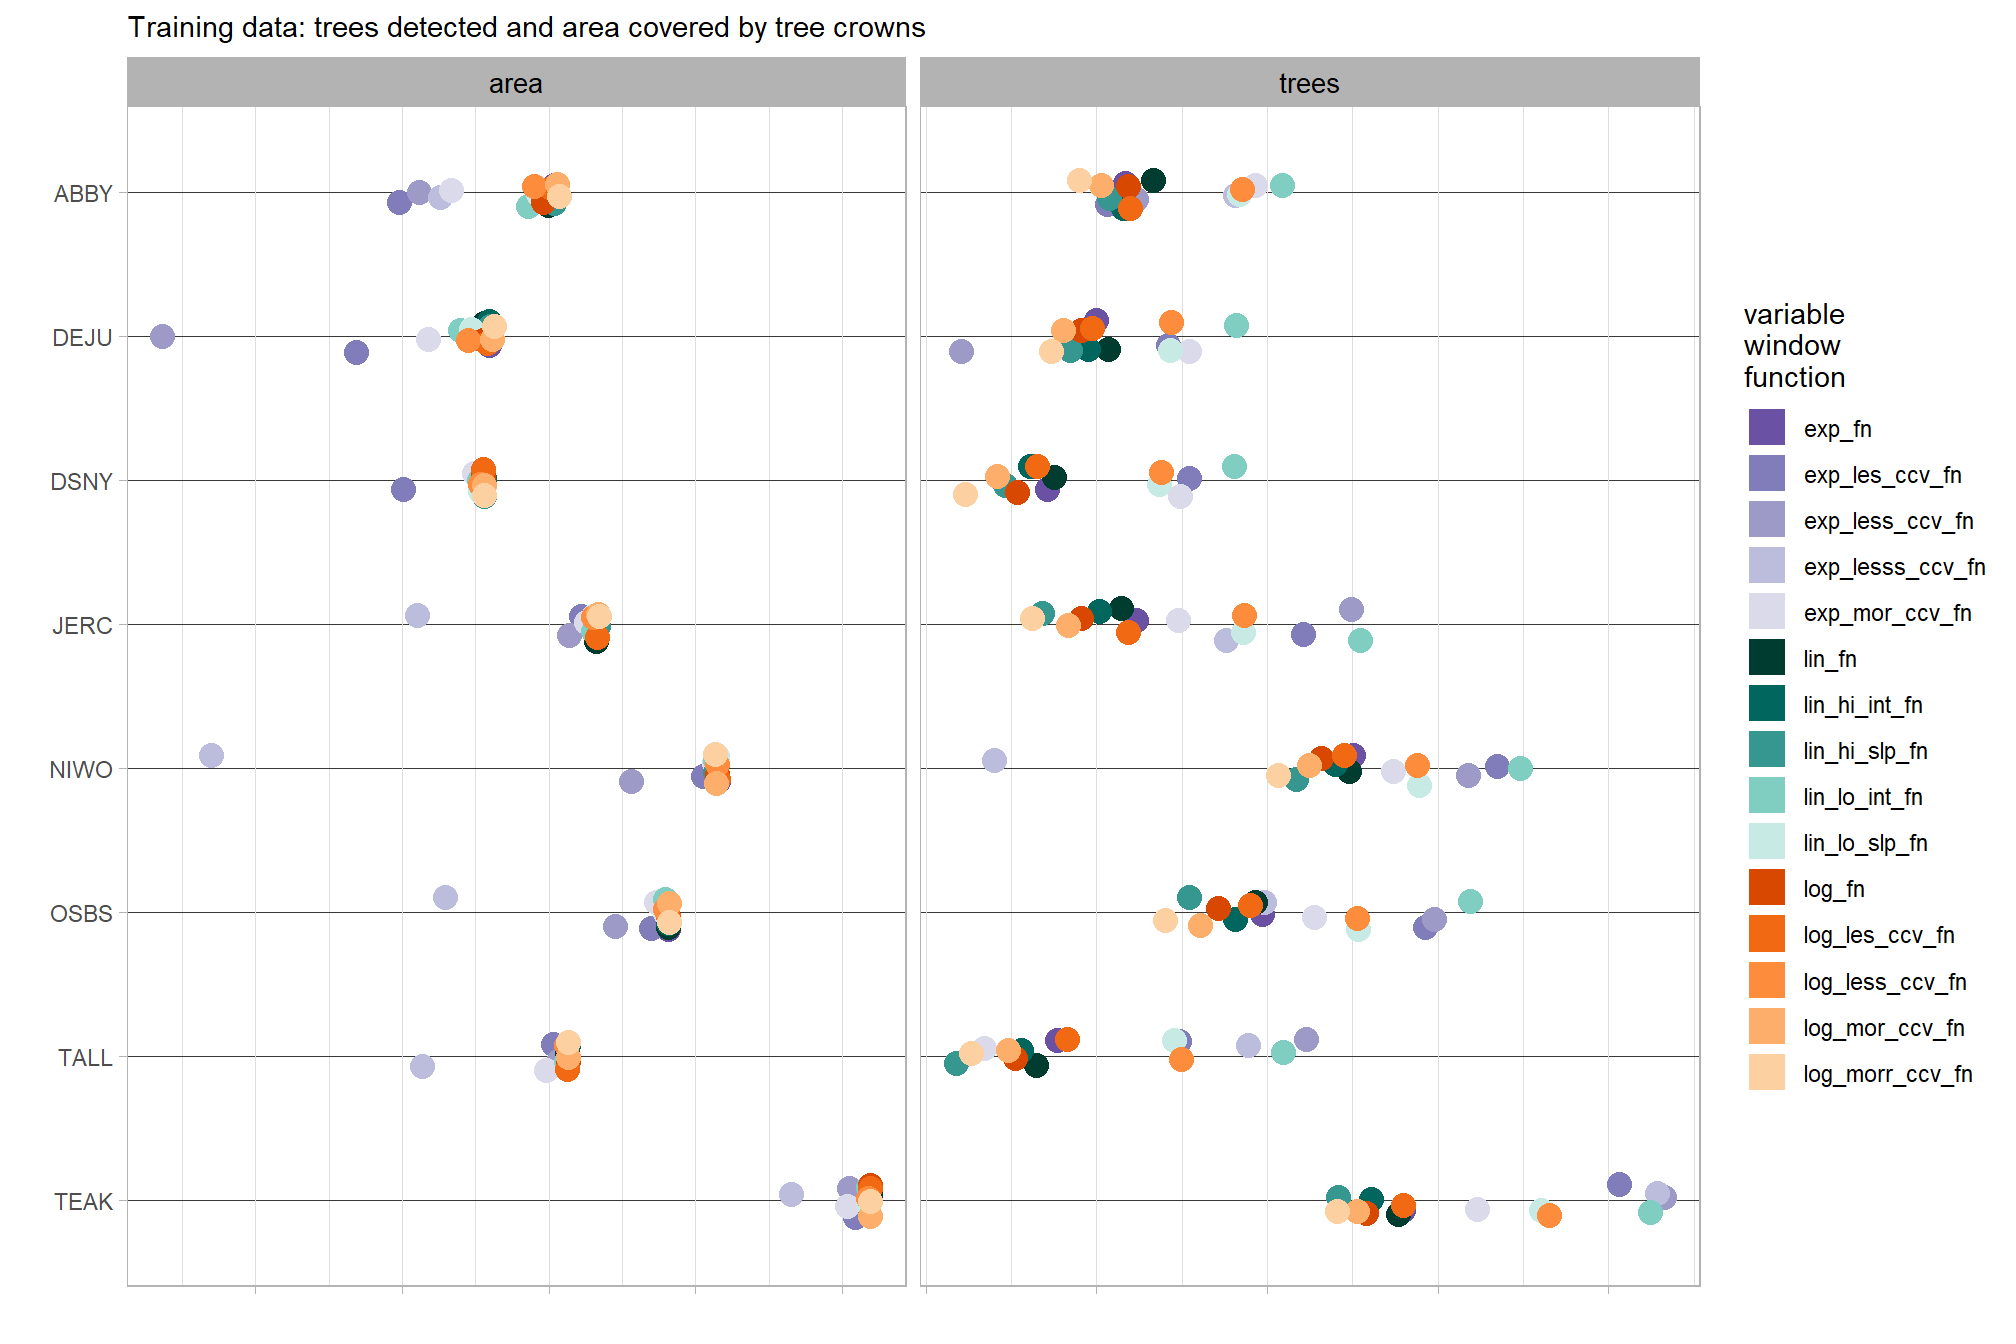 Training data: trees detected and area covered by tree crowns
area
trees
ABBY
DEJU
DSNY
JERC
NIWO
OSBS
TALL
TEAK
variable
window
function
exp_fn
exp_les_ccv_fn
exp_less_ccv_fn
exp_lesss_ccv_fn
exp_mor_ccv_fn
lin_fn
lin_hi_int_fn
lin_hi_slp_fn
lin_lo_int_fn
lin_lo_slp_fn
log_fn
log_les_ccv_fn
log_less_ccv_fn
log_mor_ccv_fn
log_morr_ccv_fn